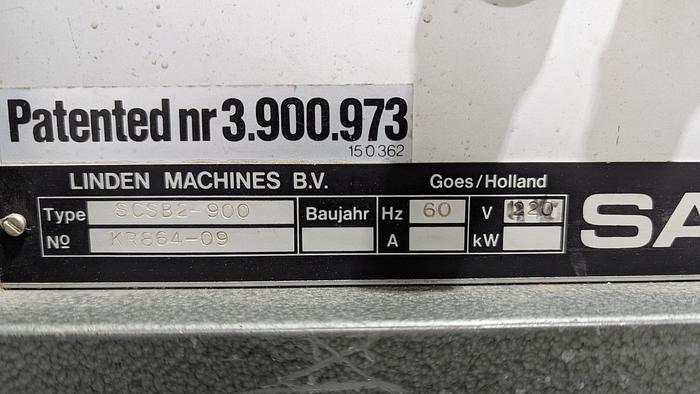 Patented nr 3.900.973
150362
LINDEN MACHINES B.V. Goes/Holland
Type SCSB2-900 Baujahr Hz 60 V 220
No KR864-09 A kW
SA